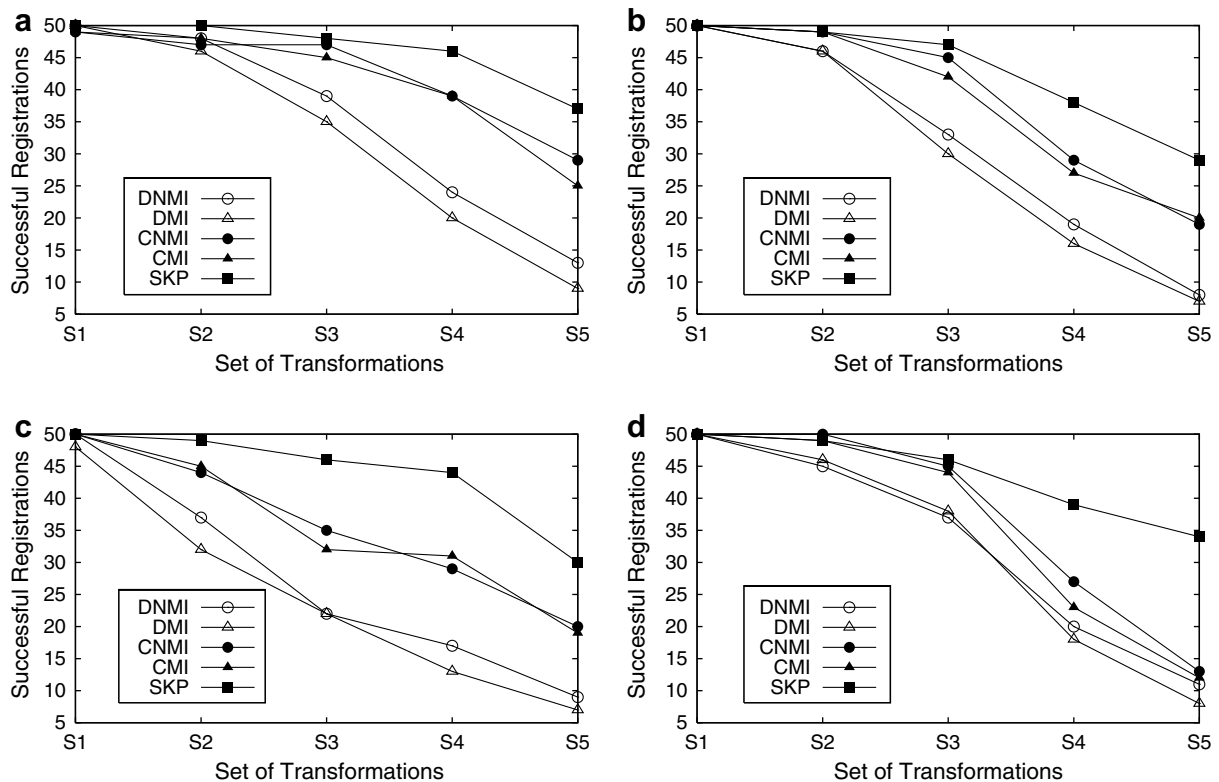 a
50
45
40
35
30
25
20
15
10
5
Successful Registrations
DNMI
DMI
CNMI
CMI
SKP
S1 S2 S3 S4 S5
Set of Transformations
b
50
45
40
35
30
25
20
15
10
5
Successful Registrations
DNMI
DMI
CNMI
CMI
SKP
S1 S2 S3 S4 S5
Set of Transformations
c
50
45
40
35
30
25
20
15
10
5
Successful Registrations
DNMI
DMI
CNMI
CMI
SKP
S1 S2 S3 S4 S5
Set of Transformations
d
50
45
40
35
30
25
20
15
10
5
Successful Registrations
DNMI
DMI
CNMI
CMI
SKP
S1 S2 S3 S4 S5
Set of Transformations